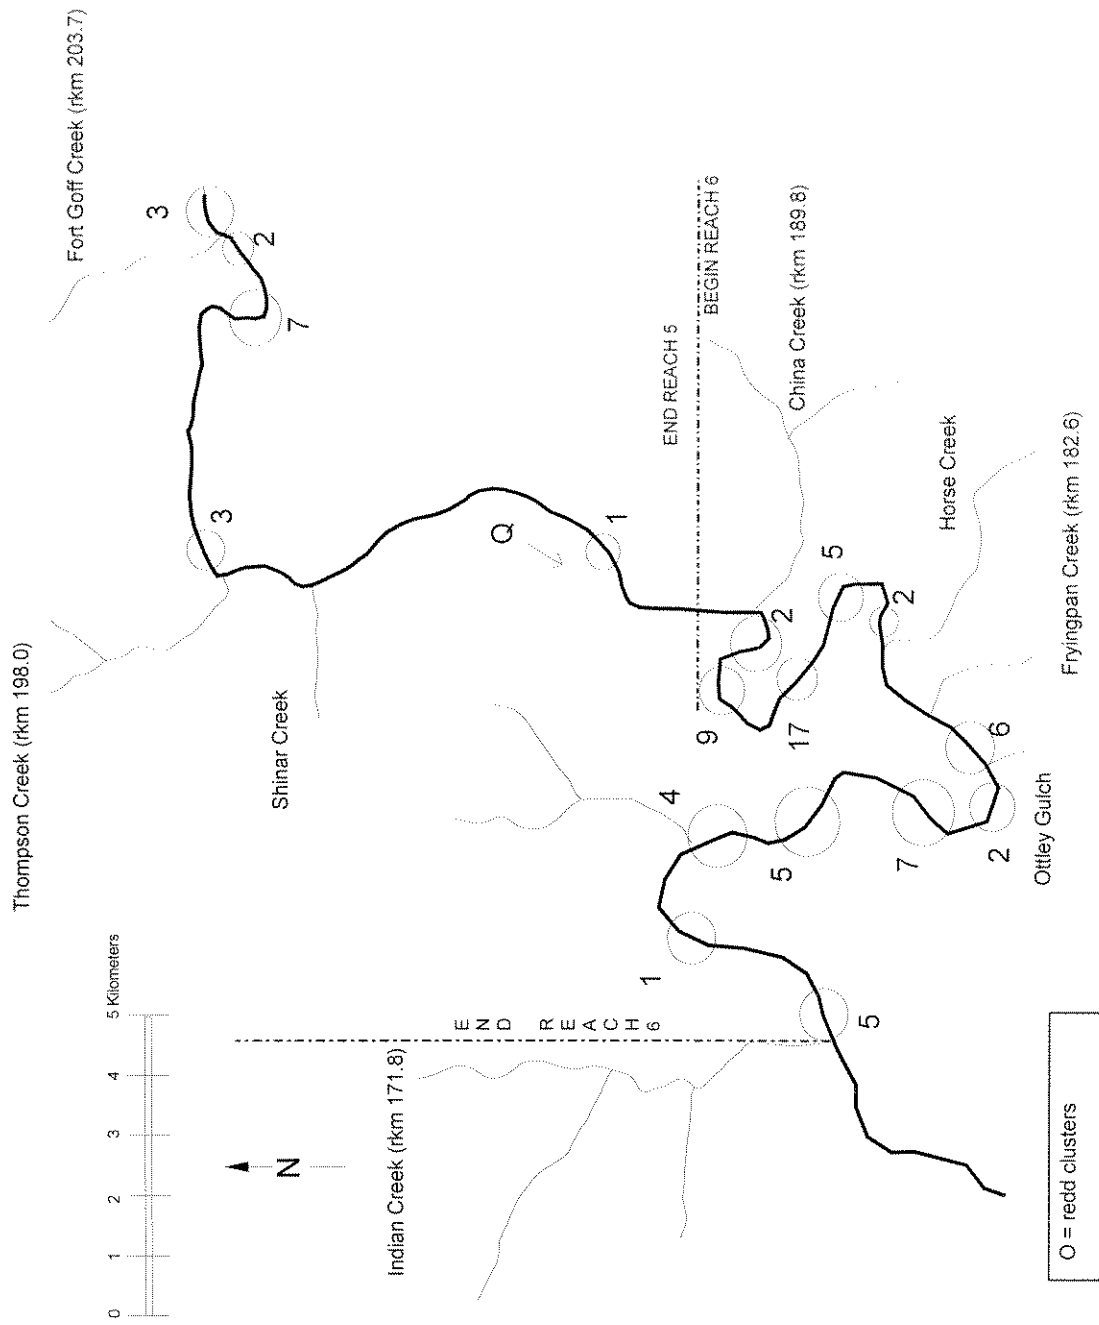 Thompson Creek (rkm 198.0)
Fort Goff Creek (rkm 203.7)
3
2
7
3
Shinar Creek
Q
1
END REACH 5
BEGIN REACH 6
China Creek (rkm 189.8)
2
9
17
5
2
Horse Creek
Fryingpan Creek (rkm 182.6)
6
2
Ottley Gulch
7
5
4
1
5
END REACH 6
Indian Creek (rkm 171.8)
N
0 1 2 3 4 5 Kilometers
O = redd clusters